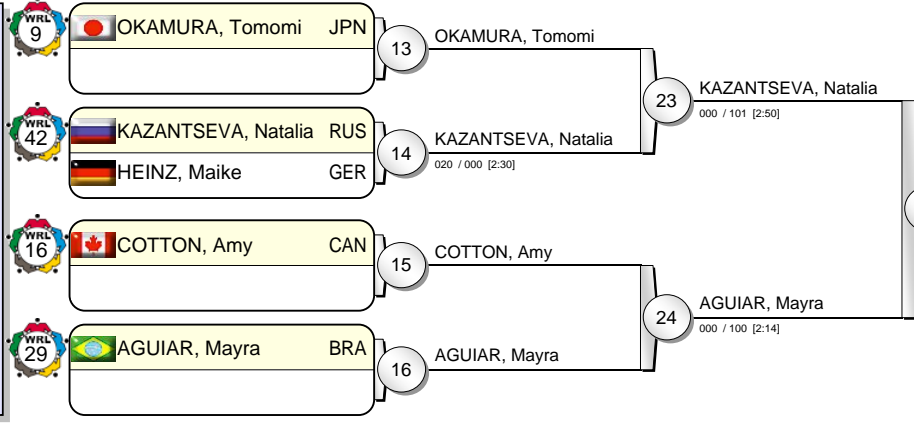 WRL
9
OKAMURA, Tomomi JPN
13
OKAMURA, Tomomi
23
KAZANTSEVA, Natalia
000 / 101 [2:50]
WRL
42
KAZANTSEVA, Natalia RUS
HEINZ, Maike GER
14
KAZANTSEVA, Natalia
020 / 000 [2:30]
WRL
16
COTTON, Amy CAN
15
COTTON, Amy
24
AGUIAR, Mayra
000 / 100 [2:14]
WRL
29
AGUIAR, Mayra BRA
16
AGUIAR, Mayra